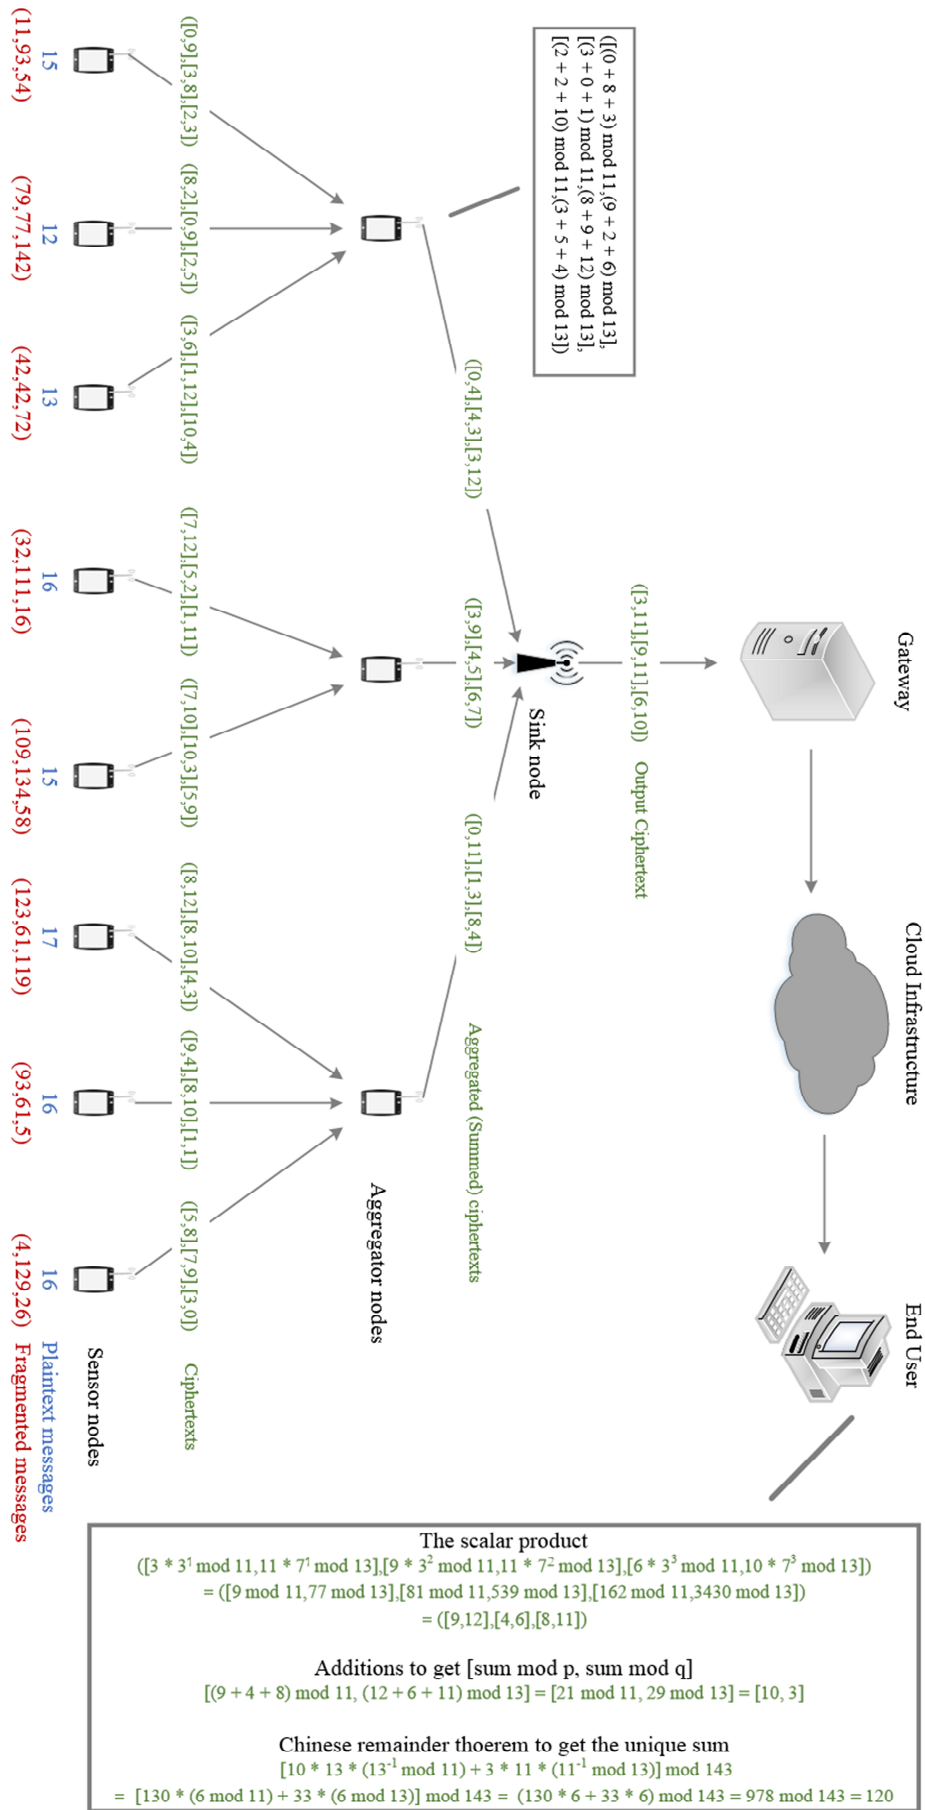 Gateway
Cloud Infrastructure
End User
([3,11],[9,11],[6,10]) Output Ciphertext
([(0 + 8 + 3) mod 11,(9 + 2 + 6) mod 13],
[(3 + 0 + 1) mod 11,(8 + 9 + 12) mod 13],
[(2 + 2 + 10) mod 11,(3 + 5 + 4) mod 13])
Sink node
([0,4],[4,3],[3,12])
([3,9],[4,5],[6,7])
([0,11],[1,3],[8,4])
Aggregated (Summed) ciphertexts
Aggregator nodes
([0,9],[3,8],[2,3])
([8,2],[0,9],[2,5])
([3,6],[1,12],[10,4])
([7,12],[5,2],[1,11])
([7,10],[10,3],[5,9])
([8,12],[8,10],[4,3])
([9,4],[8,10],[1,1])
([5,8],[7,9],[3,0])
Ciphertexts
Sensor nodes
15
12
13
16
15
17
16
16
Plaintext messages
(11,93,54)
(79,77,142)
(42,42,72)
(32,111,16)
(109,134,58)
(123,61,119)
(93,61,5)
(4,129,26)
Fragmented messages
The scalar product
([3 * 3¹ mod 11,11 * 7¹ mod 13],[9 * 3² mod 11,11 * 7² mod 13],[6 * 3³ mod 11,10 * 7³ mod 13])
= ([9 mod 11,77 mod 13],[81 mod 11,539 mod 13],[162 mod 11,3430 mod 13])
= ([9,12],[4,6],[8,11])
Additions to get [sum mod p, sum mod q]
[(9 + 4 + 8) mod 11, (12 + 6 + 11) mod 13] = [21 mod 11, 29 mod 13] = [10, 3]
Chinese remainder thoerem to get the unique sum
[10 * 13 * (13⁻¹ mod 11) + 3 * 11 * (11⁻¹ mod 13)] mod 143
= [130 * (6 mod 11) + 33 * (6 mod 13)] mod 143 = (130 * 6 + 33 * 6) mod 143 = 978 mod 143 = 120